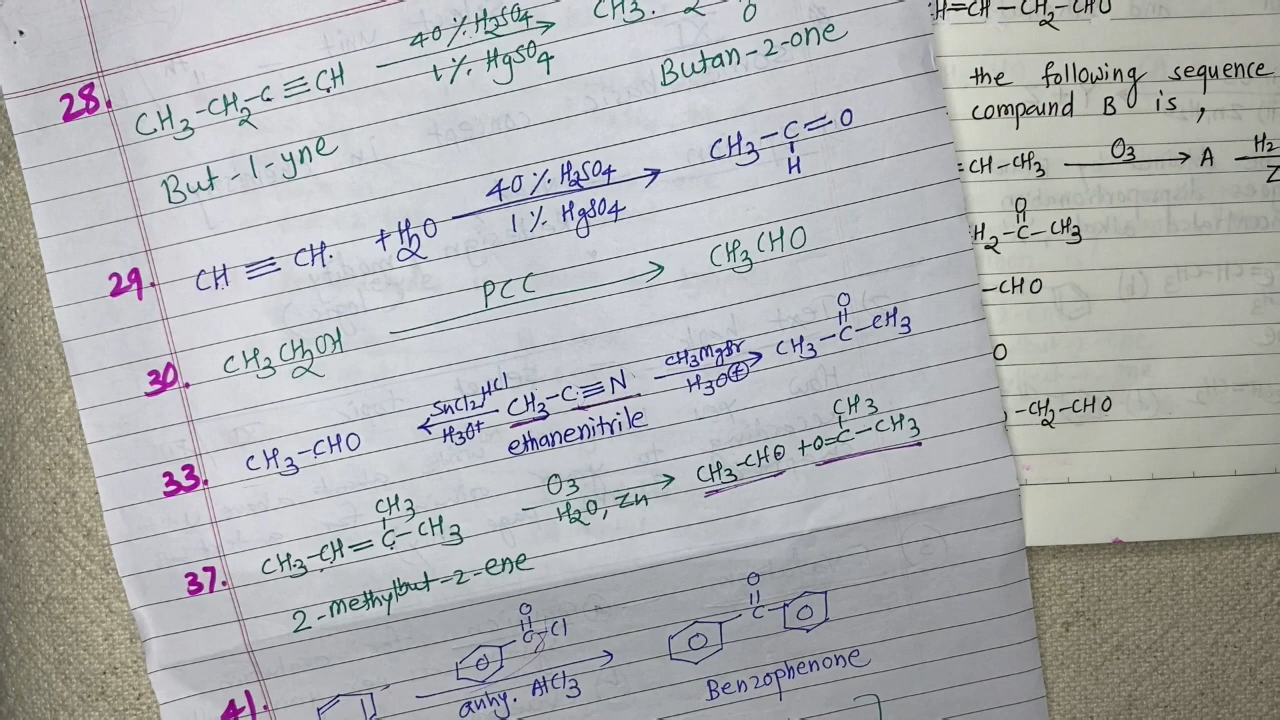 28. CH3-CH2-C≡CH 40% H2SO4 1% HgSO4 CH3.
But-1-yne Butan-2-one
29. CH≡CH. +H2O 40% H2SO4 1% HgSO4 CH3-C=O
H
30. CH3CH2OH PCC CH3CHO
33. CH3-CHO SnCl2,HCl H3O+ CH3-C≡N CH3MgBr H3O⊕ CH3-C-CH3
O
ethanenitrile
37. CH3-CH=C-CH3 O3 H2O, Zn CH3-CHO +O=C-CH3
CH3 CH3
2-methylbut-2-ene
41. O C-Cl anhy. AlCl3 O C
Benzophenone
H=CH-CH2-CHO
the following sequence
compound B is,
=CH-CH3 O3 A H2
O
H2-C-CH3
-CHO
O
-CH2-CHO